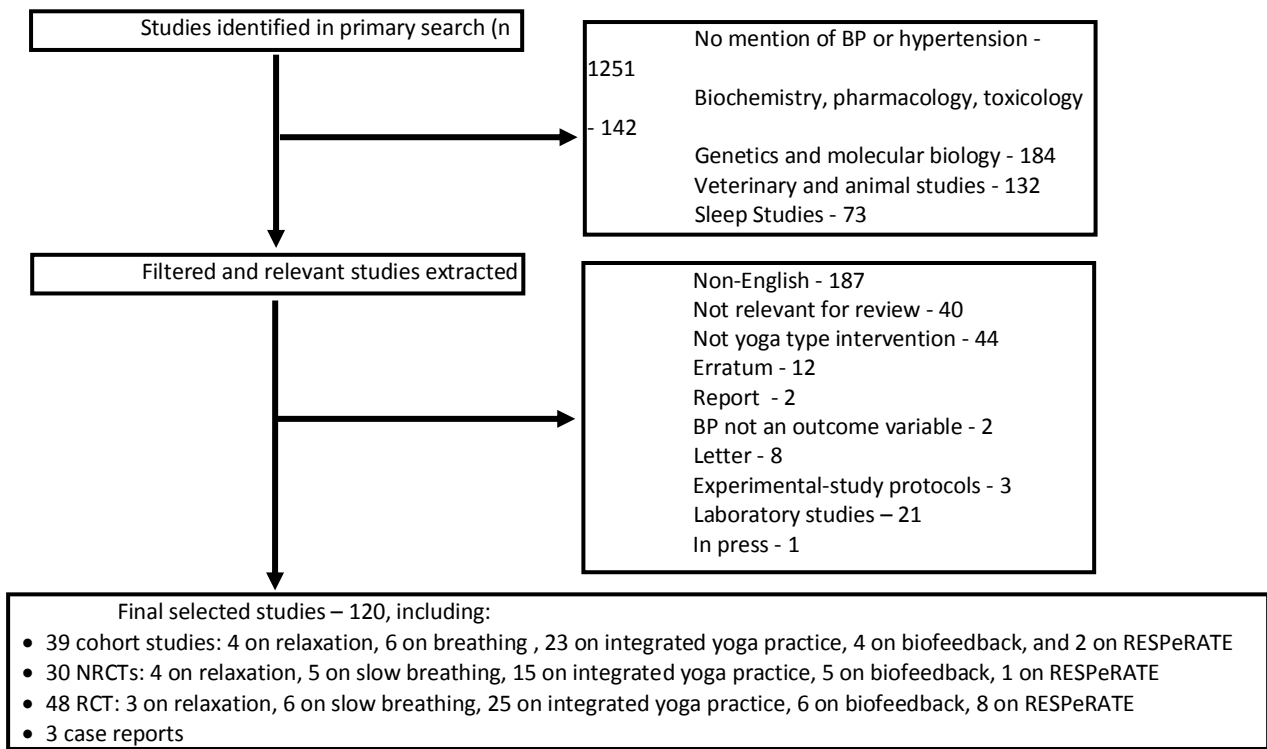 Studies identified in primary search (n
No mention of BP or hypertension -
1251
Biochemistry, pharmacology, toxicology
- 142
Genetics and molecular biology - 184
Veterinary and animal studies - 132
Sleep Studies - 73
Filtered and relevant studies extracted
Non-English - 187
Not relevant for review - 40
Not yoga type intervention - 44
Erratum - 12
Report - 2
BP not an outcome variable - 2
Letter - 8
Experimental-study protocols - 3
Laboratory studies – 21
In press - 1
Final selected studies – 120, including:
• 39 cohort studies: 4 on relaxation, 6 on breathing , 23 on integrated yoga practice, 4 on biofeedback, and 2 on RESPeRATE
• 30 NRCTs: 4 on relaxation, 5 on slow breathing, 15 on integrated yoga practice, 5 on biofeedback, 1 on RESPeRATE
• 48 RCT: 3 on relaxation, 6 on slow breathing, 25 on integrated yoga practice, 6 on biofeedback, 8 on RESPeRATE
• 3 case reports